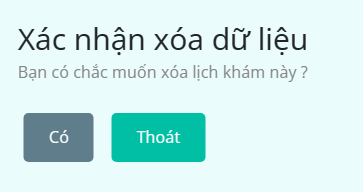 Xác nhận xóa dữ liệu
Bạn có chắc muốn xóa lịch khám này ?
Có
Thoát